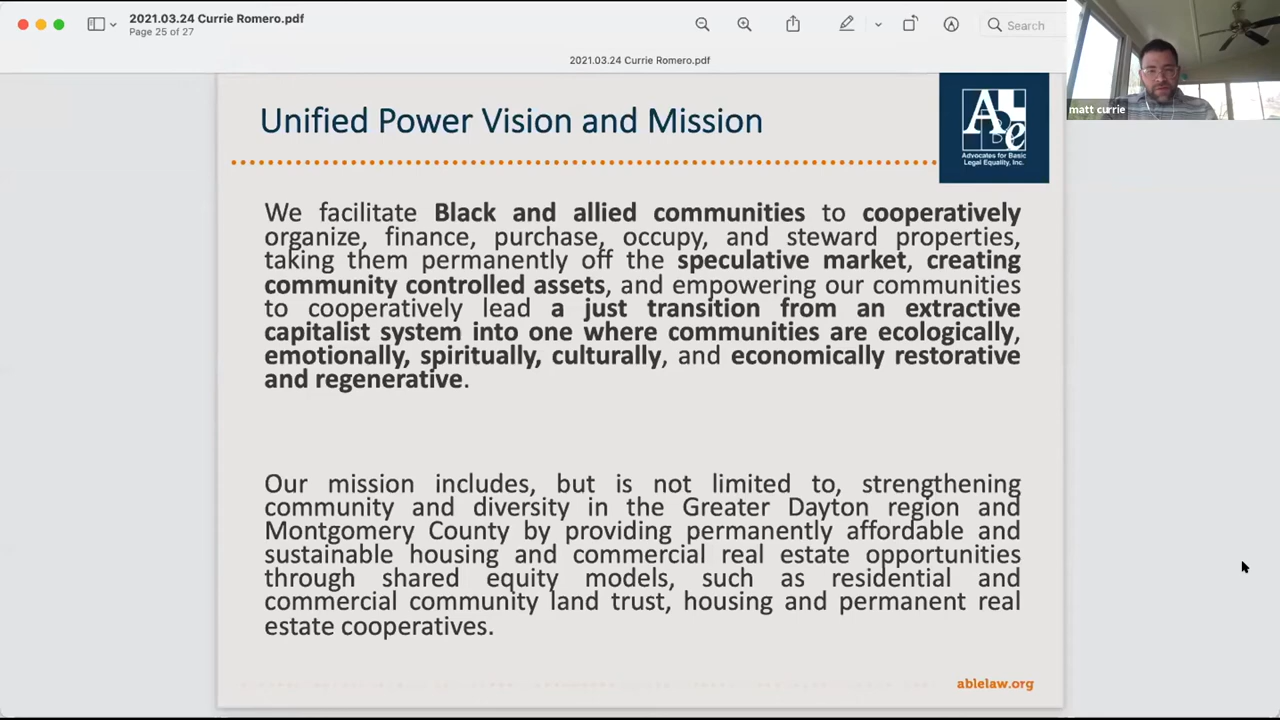 2021.03.24 Currie Romero.pdf
Page 25 of 27
Search
2021.03.24 Currie Romero.pdf
matt currie
Unified Power Vision and Mission
Able
Advocates for Basic
Legal Equality, Inc.
We facilitate Black and allied communities to cooperatively
organize, finance, purchase, occupy, and steward properties,
taking them permanently off the speculative market, creating
community controlled assets, and empowering our communities
to cooperatively lead a just transition from an extractive
capitalist system into one where communities are ecologically,
emotionally, spiritually, culturally, and economically restorative
and regenerative.
Our mission includes, but is not limited to, strengthening
community and diversity in the Greater Dayton region and
Montgomery County by providing permanently affordable and
sustainable housing and commercial real estate opportunities
through shared equity models, such as residential and
commercial community land trust, housing and permanent real
estate cooperatives.
ablelaw.org